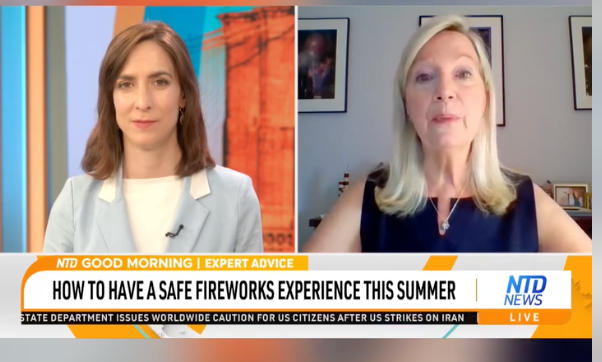 NTD GOOD MORNING | EXPERT ADVICE
HOW TO HAVE A SAFE FIREWORKS EXPERIENCE THIS SUMMER
NTD
NEWS
STATE DEPARTMENT ISSUES WORLDWIDE CAUTION FOR US CITIZENS AFTER US STRIKES ON IRAN
LIVE